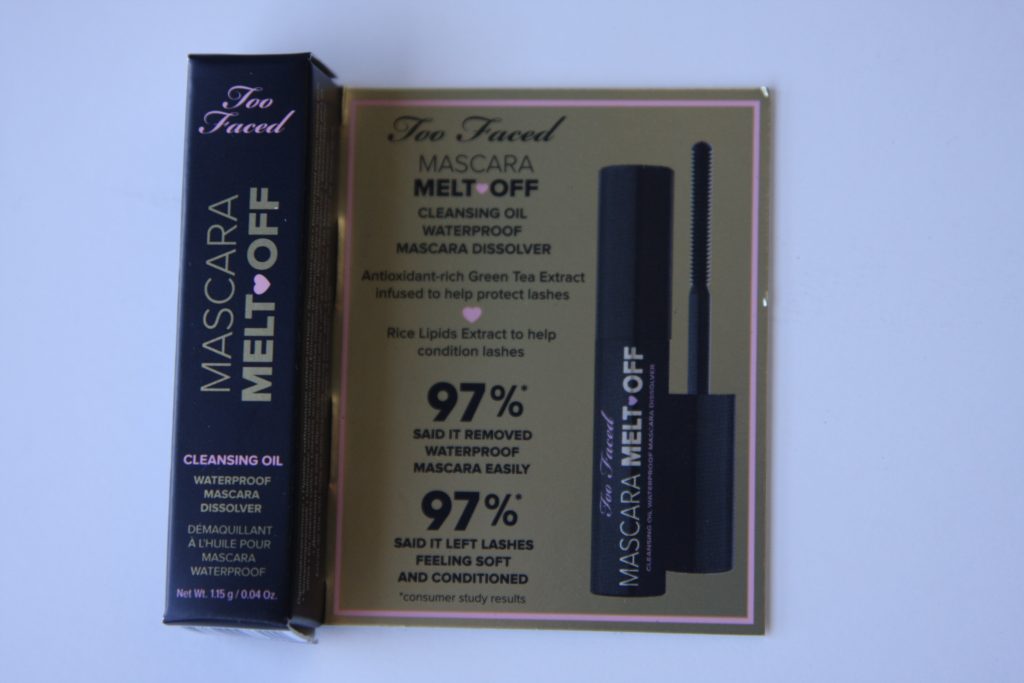 Too
Faced
MASCARA
MELT OFF
CLEANSING OIL
WATERPROOF
MASCARA
DISSOLVER
DÉMAQUILLANT
À L'HUILE POUR
MASCARA
WATERPROOF
Net Wt. 1.15 g / 0.04 Oz.
Too Faced
MASCARA
MELT OFF
CLEANSING OIL
WATERPROOF
MASCARA DISSOLVER
Antioxidant-rich Green Tea Extract
infused to help protect lashes
Rice Lipids Extract to help
condition lashes
97%*
SAID IT REMOVED
WATERPROOF
MASCARA EASILY
97%*
SAID IT LEFT LASHES
FEELING SOFT
AND CONDITIONED
*consumer study results
Too Faced
MASCARA MELT OFF
CLEANSING OIL WATERPROOF MASCARA DISSOLVER